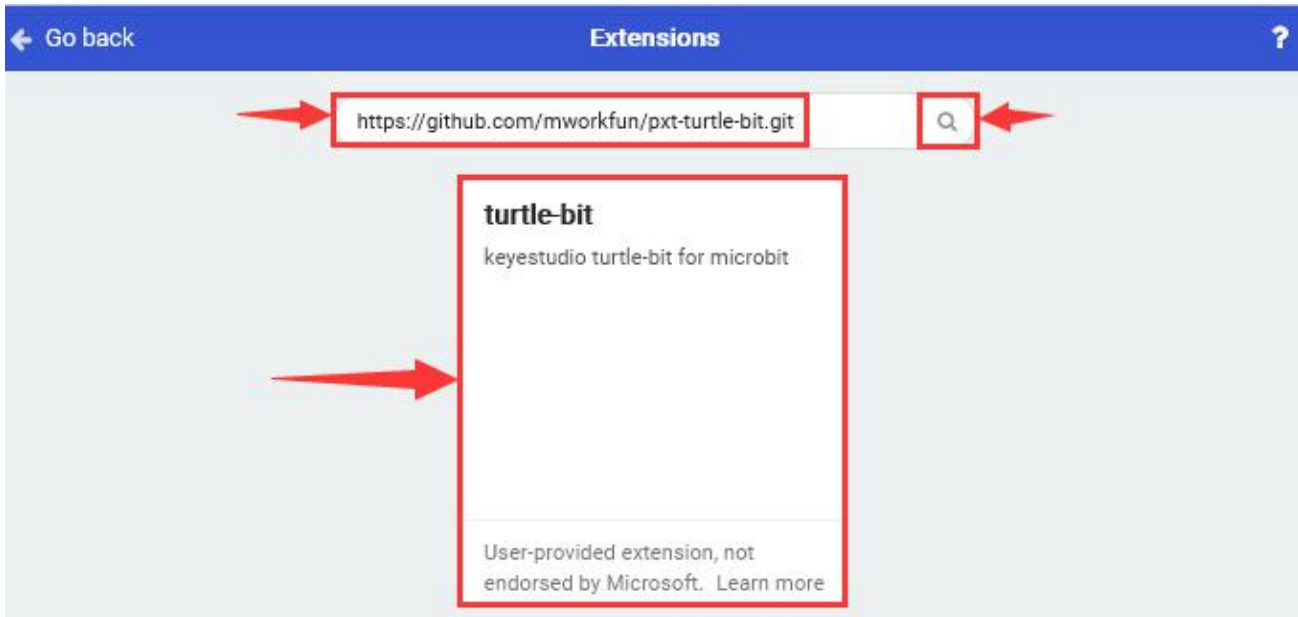 Go back
Extensions
?
https://github.com/mworkfun/pxt-turtle-bit.git
turtle-bit
keyestudio turtle-bit for microbit
User-provided extension, not
endorsed by Microsoft. Learn more